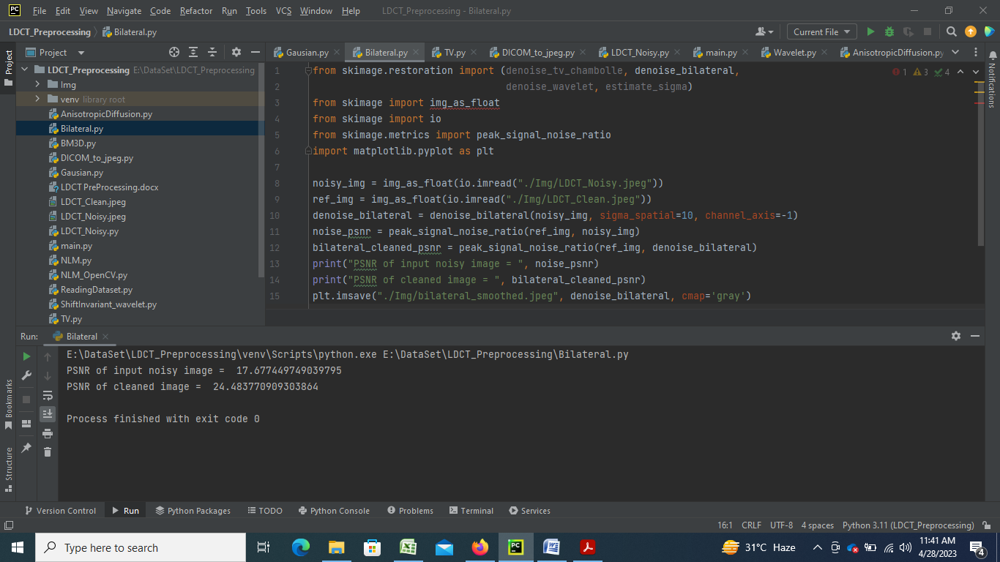 File Edit View Navigate Code Refactor Run Tools VCS Window Help LDCT_Preprocessing - Bilateral.py
LDCT_Preprocessing Bilateral.py Current File
Project Gausian.py Bilateral.py TV.py DICOM_to_jpeg.py LDCT_Noisy.py main.py Wavelet.py AnisotropicDiffusion.py
Project
LDCT_Preprocessing E:\DataSet\LDCT_Preprocessing
Img
venv library root
AnisotropicDiffusion.py
Bilateral.py
BM3D.py
DICOM_to_jpeg.py
Gausian.py
LDCT PreProcessing.docx
LDCT_Clean.jpeg
LDCT_Noisy.jpeg
LDCT_Noisy.py
main.py
NLM.py
NLM_OpenCV.py
ReadingDataset.py
ShiftInvariant_wavelet.py
TV.py
1 from skimage.restoration import (denoise_tv_chambolle, denoise_bilateral,
2 denoise_wavelet, estimate_sigma)
3 from skimage import img_as_float
4 from skimage import io
5 from skimage.metrics import peak_signal_noise_ratio
6 import matplotlib.pyplot as plt
7
8 noisy_img = img_as_float(io.imread("./Img/LDCT_Noisy.jpeg"))
9 ref_img = img_as_float(io.imread("./Img/LDCT_Clean.jpeg"))
10 denoise_bilateral = denoise_bilateral(noisy_img, sigma_spatial=10, channel_axis=-1)
11 noise_psnr = peak_signal_noise_ratio(ref_img, noisy_img)
12 bilateral_cleaned_psnr = peak_signal_noise_ratio(ref_img, denoise_bilateral)
13 print("PSNR of input noisy image = ", noise_psnr)
14 print("PSNR of cleaned image = ", bilateral_cleaned_psnr)
15 plt.imsave("./Img/bilateral_smoothed.jpeg", denoise_bilateral, cmap='gray')
1 3 4
Notifications
Run: Bilateral
E:\DataSet\LDCT_Preprocessing\venv\Scripts\python.exe E:\DataSet\LDCT_Preprocessing\Bilateral.py
PSNR of input noisy image =  17.677449749039795
PSNR of cleaned image =  24.483770909303864
Process finished with exit code 0
Bookmarks
Structure
Version Control Run Python Packages TODO Python Console Problems Terminal Services
16:1 CRLF UTF-8 4 spaces Python 3.11 (LDCT_Preprocessing)
Type here to search 31°C Haze 11:41 AM
4/28/2023 4